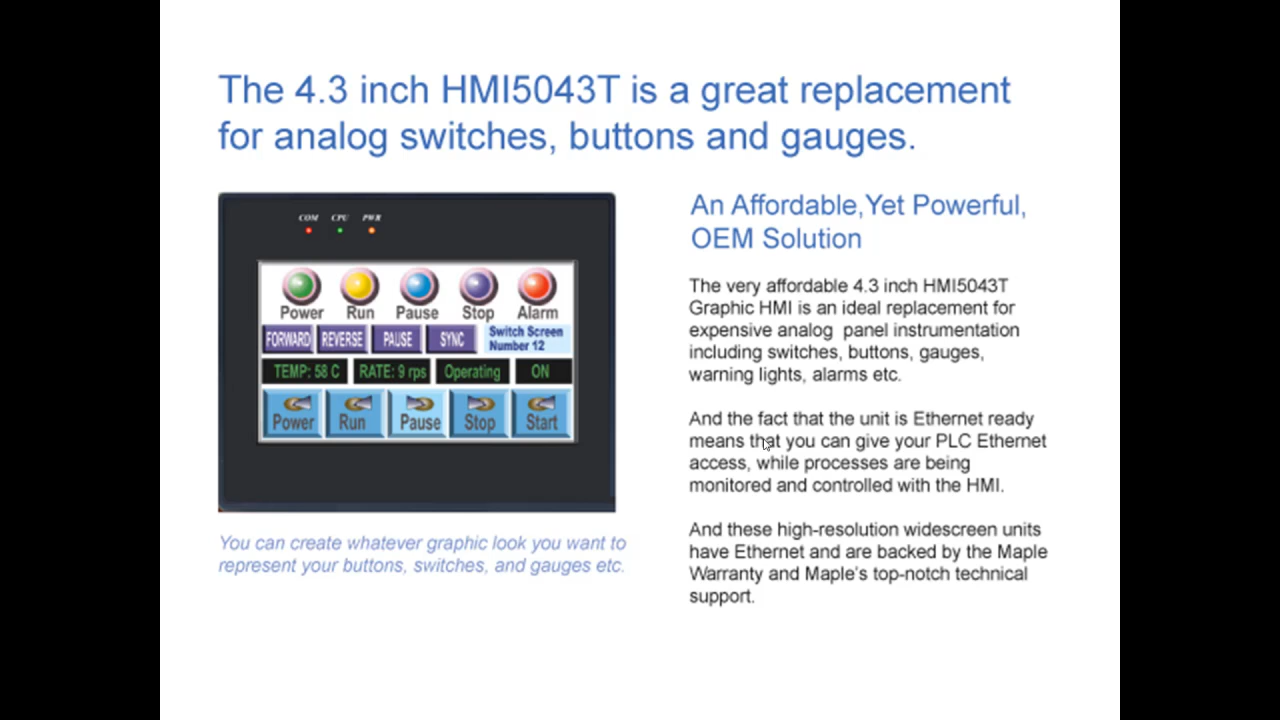 The 4.3 inch HMI5043T is a great replacement
for analog switches, buttons and gauges.
COM CPU PWR
Power Run Pause Stop Alarm
FORWARD REVERSE PAUSE SYNC Switch Screen
Number 12
TEMP: 58 C RATE: 9 rps Operating ON
Power Run Pause Stop Start
You can create whatever graphic look you want to
represent your buttons, switches, and gauges etc.
An Affordable,Yet Powerful,
OEM Solution
The very affordable 4.3 inch HMI5043T
Graphic HMI is an ideal replacement for
expensive analog panel instrumentation
including switches, buttons, gauges,
warning lights, alarms etc.
And the fact that the unit is Ethernet ready
means that you can give your PLC Ethernet
access, while processes are being
monitored and controlled with the HMI.
And these high-resolution widescreen units
have Ethernet and are backed by the Maple
Warranty and Maple's top-notch technical
support.